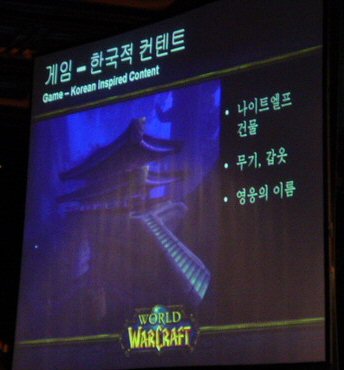 게임 – 한국적 컨텐트
Game – Korean Inspired Content
• 나이트엘프
건물
• 무기, 갑옷
• 영웅의 이름
WORLD
OF
WARCRAFT